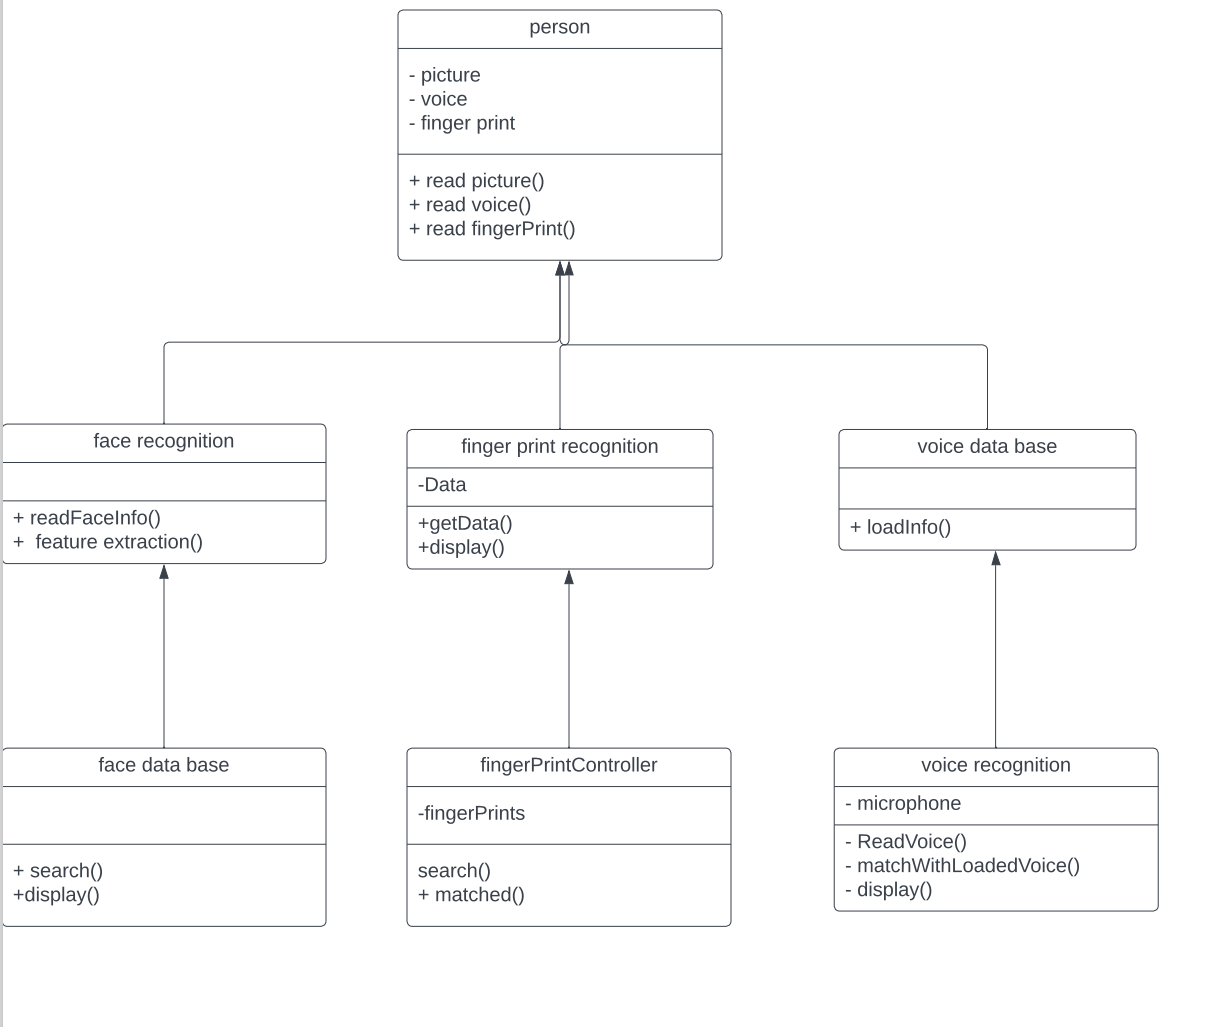 person
- picture
- voice
- finger print
+ read picture()
+ read voice()
+ read fingerPrint()
face recognition
+ readFaceInfo()
+  feature extraction()
finger print recognition
-Data
+getData()
+display()
voice data base
+ loadInfo()
face data base
+ search()
+display()
fingerPrintController
-fingerPrints
search()
+ matched()
voice recognition
- microphone
- ReadVoice()
- matchWithLoadedVoice()
- display()